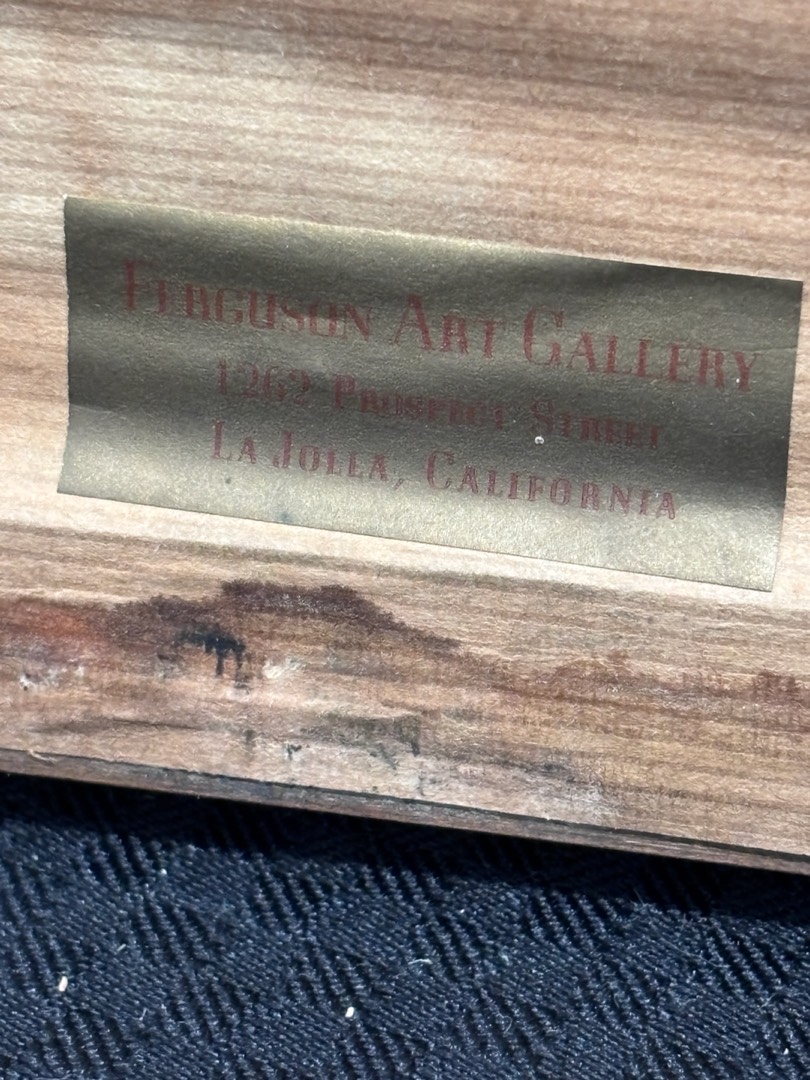 FERGUSON ART GALLERY
1262 PROSPECT STREET
LA JOLLA, CALIFORNIA